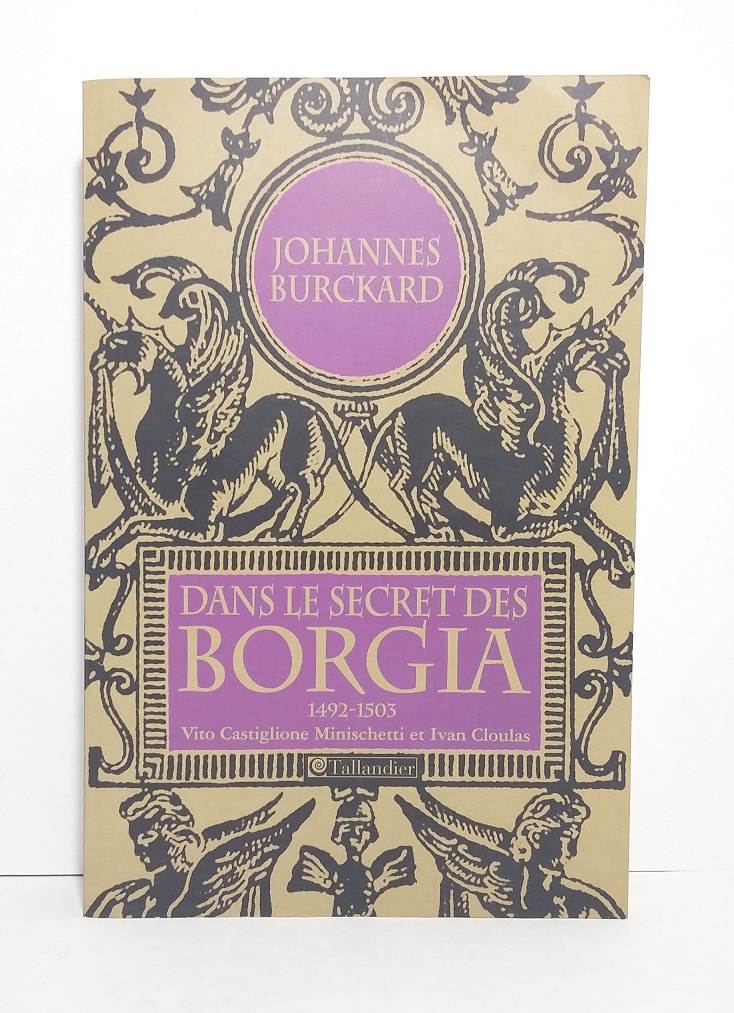 JOHANNES
BURCKARD
DANS LE SECRET DES
BORGIA
1492-1503
Vito Castiglione Minischetti et Ivan Cloulas
Tallandier